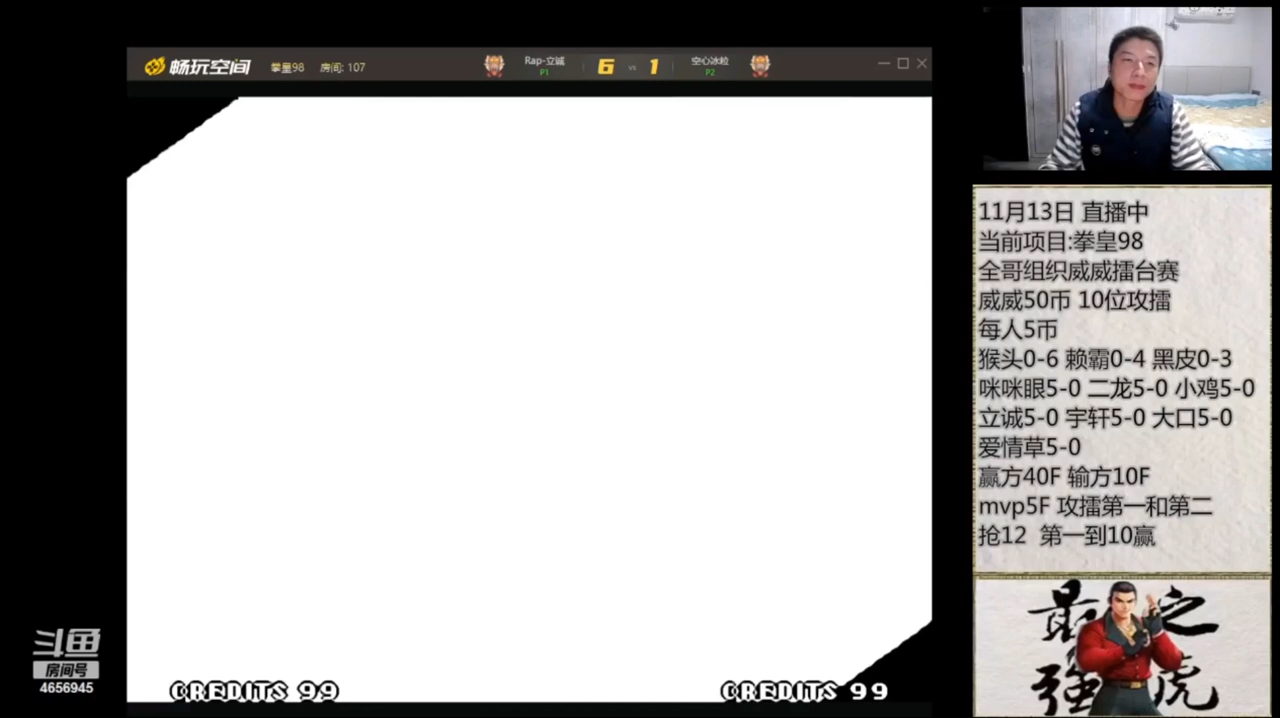 畅玩空间 拳皇98 房间: 107 Rap-立诚 P1 6 vs 1 空心冰粒 P2
11月13日 直播中
当前项目:拳皇98
全哥组织威威擂台赛
威威50币 10位攻擂
每人5币
猴头0-6 赖霸0-4 黑皮0-3
咪咪眼5-0 二龙5-0 小鸡5-0
立诚5-0 宇轩5-0 大口5-0
爱情草5-0
赢方40F 输方10F
mvp5F 攻擂第一和第二
抢12 第一到10赢
最 之
强 虎
斗鱼
房间号
4656945
CREDITS 99 CREDITS 99